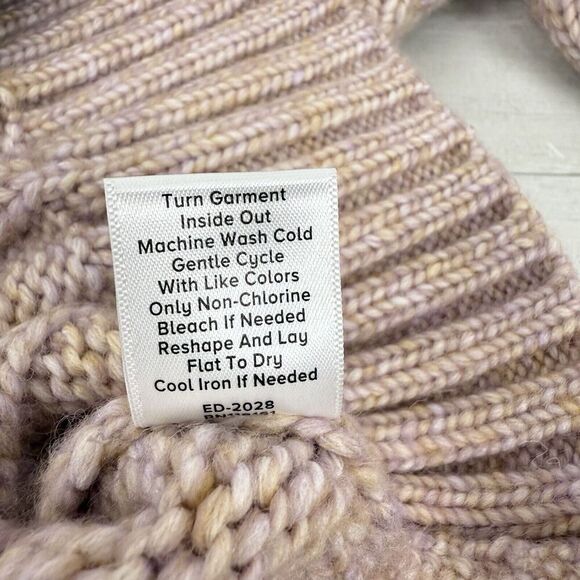 Turn Garment
Inside Out
Machine Wash Cold
Gentle Cycle
With Like Colors
Only Non-Chlorine
Bleach If Needed
Reshape And Lay
Flat To Dry
Cool Iron If Needed
ED-2028